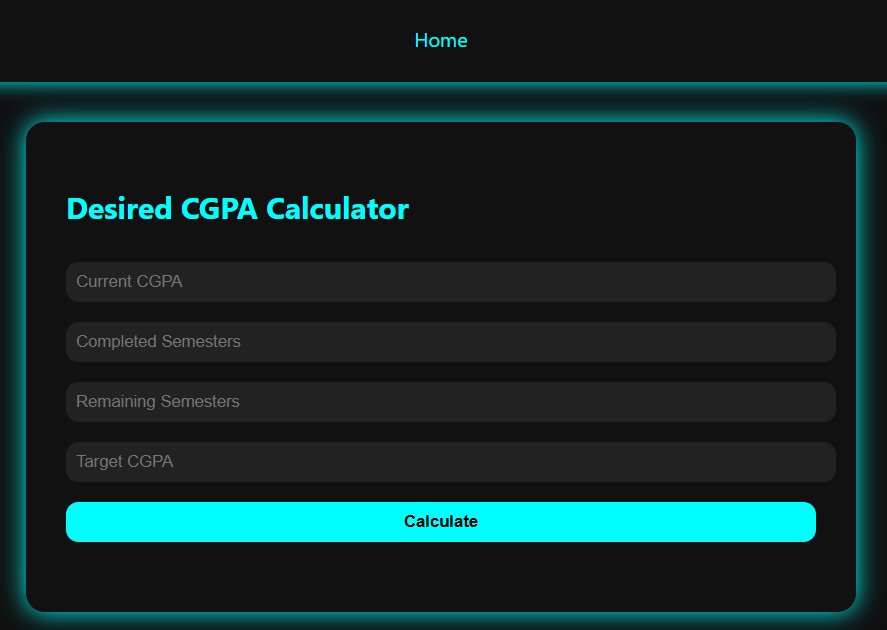 Home
Desired CGPA Calculator
Current CGPA
Completed Semesters
Remaining Semesters
Target CGPA
Calculate